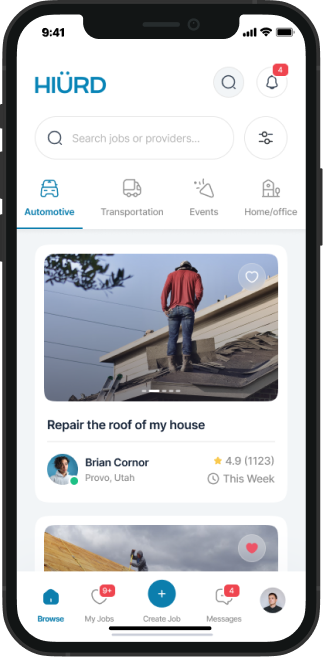 9:41
HIÜRD
4
Search jobs or providers...
Automotive
Transportation
Events
Home/office
Repair the roof of my house
Brian Cornor
4.9 (1123)
Provo, Utah
This Week
Browse
9+
My Jobs
+
Create Job
4
Messages